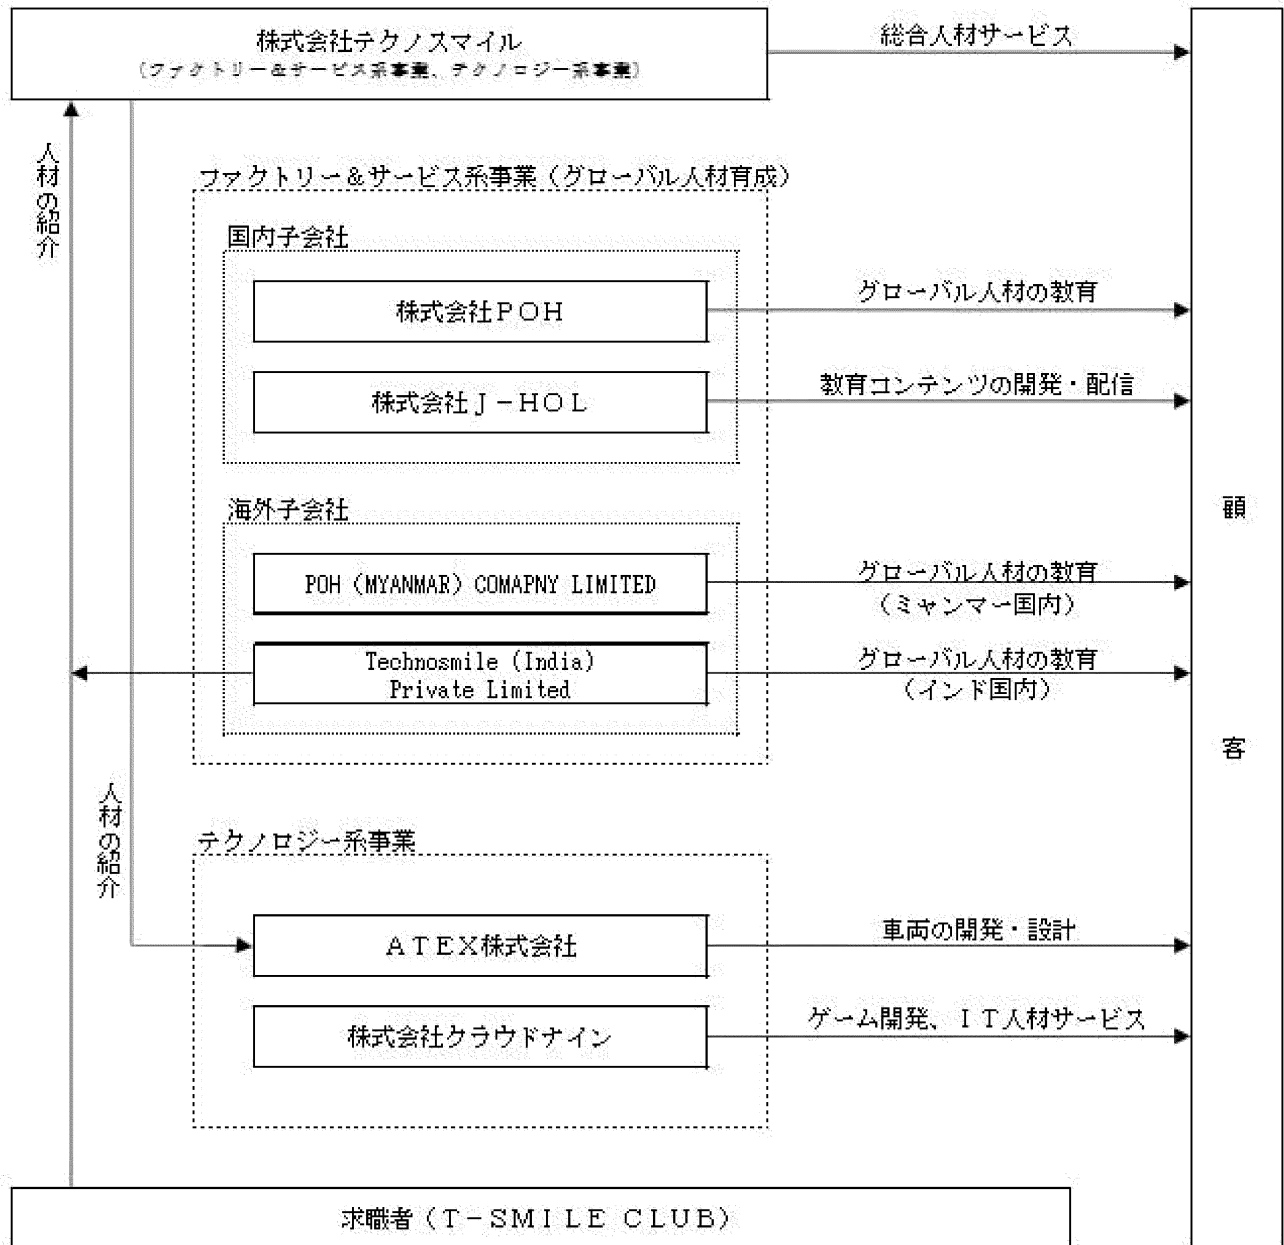 株式会社テクノスマイル
(ファクトリー＆サービス系事業、テクノロジー系事業)
総合人材サービス
人材の紹介
ファクトリー＆サービス系事業（グローバル人材育成）
国内子会社
株式会社ＰＯＨ
グローバル人材の教育
株式会社Ｊ－ＨＯＬ
教育コンテンツの開発・配信
海外子会社
POH（MYANMAR）COMAPNY LIMITED
グローバル人材の教育
（ミャンマー国内）
Technosmile (India)
Private Limited
グローバル人材の教育
（インド国内）
顧客
人材の紹介
テクノロジー系事業
ＡＴＥＸ株式会社
車両の開発・設計
株式会社クラウドナイン
ゲーム開発、ＩＴ人材サービス
求職者（Ｔ－ＳＭＩＬＥ ＣＬＵＢ）